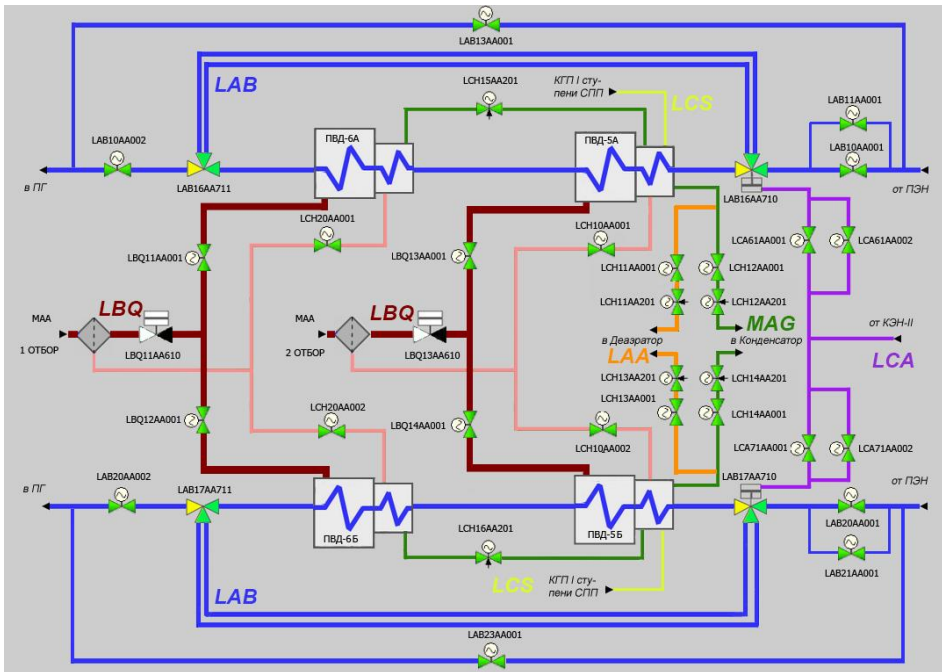 LAB13AA001
LAB
LCH15AA201
КГП I сту-
пени СПП
LCS
LAB11AA001
LAB10AA002
ПВД-6А
ПВД-5А
LAB10AA001
в ПГ
LAB16AA711
LAB16AA710
от ПЭН
LCH20AA001
LCH10AA001
LBQ11AA001
LBQ13AA001
LCA61AA001
LCA61AA002
LCH11AA001
LCH12AA001
LBQ
LBQ
LCH11AA201
LCH12AA201
МАА
МАА
MAG
1 ОТБОР
LBQ11AA610
2 ОТБОР
LBQ13AA610
в Деаэратор
в Конденсатор
от КЭН-II
LAA
LCA
LCH13AA201
LCH14AA201
LCH13AA001
LCH14AA001
LBQ12AA001
LCH20AA002
LBQ14AA001
LCH10AA002
LCA71AA001
LCA71AA002
LAB20AA002
LAB17AA711
LAB17AA710
в ПГ
от ПЭН
ПВД-6Б
ПВД-5Б
LAB20AA001
LCH16AA201
LAB21AA001
LAB
LCS
КГП I сту-
пени СПП
LAB23AA001